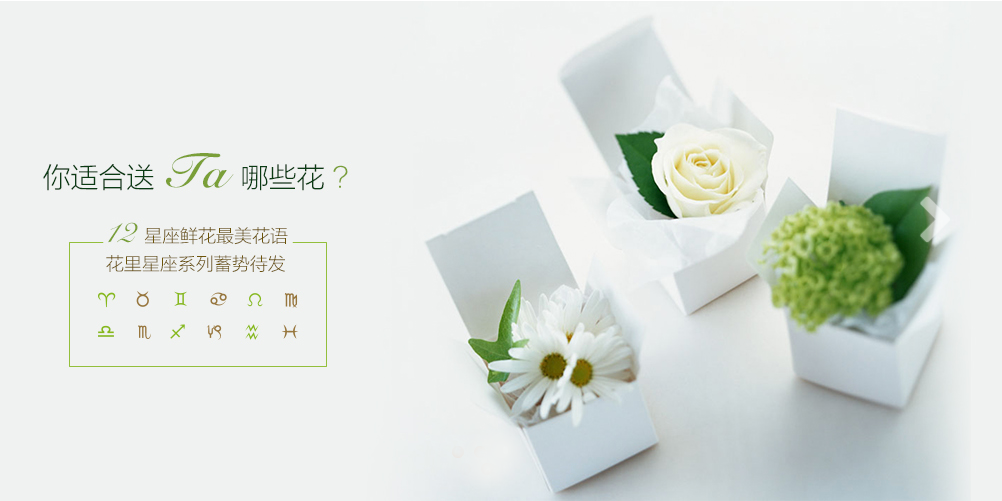 你适合送 Ta 哪些花？
12 星座鲜花最美花语
花里星座系列蓄势待发
♈ ♉ ♊ ♋ ♌ ♍
♎ ♏ ♐ ♑ ♒ ♓